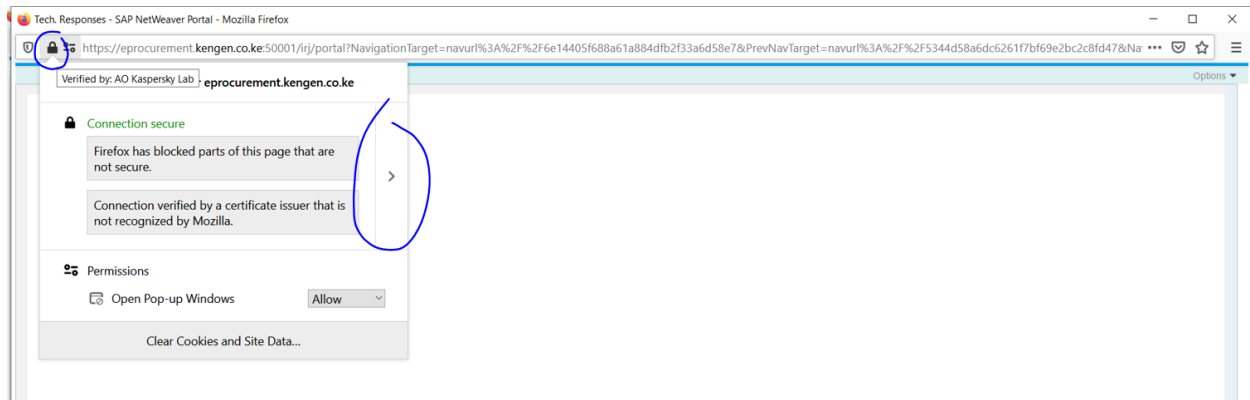 Tech. Responses - SAP NetWeaver Portal - Mozilla Firefox
https://eprocurement.kengen.co.ke:50001/irj/portal?NavigationTarget=navurl%3A%2F%2F6e14405f688a61a884dfb2f33a6d58e7&PrevNavTarget=navurl%3A%2F%2F5344d58a6dc6261f7bf69e2bc2c8fd47&Na
Options
Verified by: AO Kaspersky Lab
eprocurement.kengen.co.ke
Connection secure
Firefox has blocked parts of this page that are
not secure.
Connection verified by a certificate issuer that is
not recognized by Mozilla.
Permissions
Open Pop-up Windows Allow
Clear Cookies and Site Data...